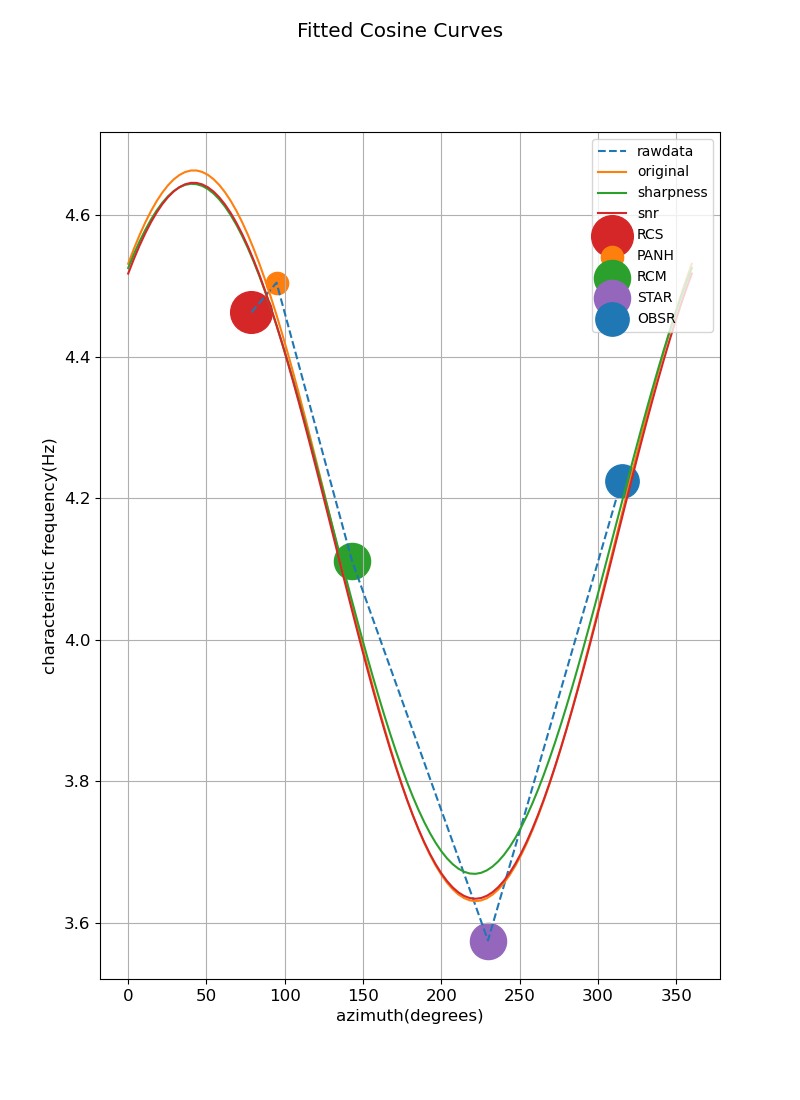 Fitted Cosine Curves
rawdata
original
sharpness
snr
RCS
PANH
RCM
STAR
OBSR
4.6
4.4
4.2
4.0
3.8
3.6
characteristic frequency(Hz)
0 50 100 150 200 250 300 350
azimuth(degrees)